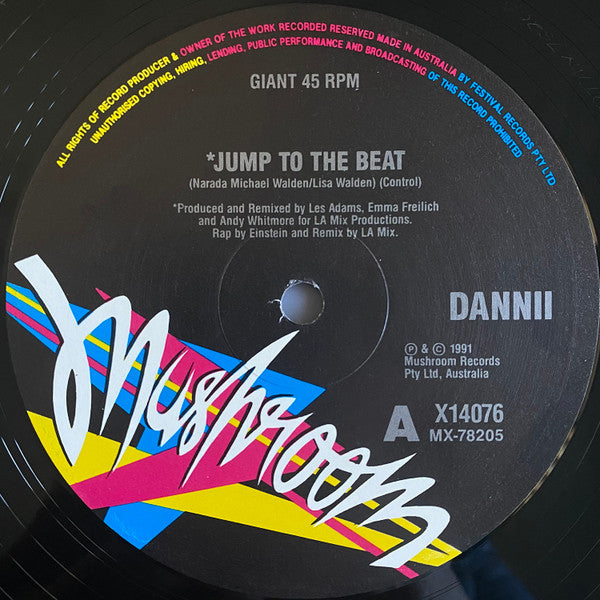 ALL RIGHTS OF RECORD PRODUCER & OWNER OF THE WORK RECORDED RESERVED MADE IN AUSTRALIA BY FESTIVAL RECORDS PTY LTD
UNAUTHORISED COPYING, HIRING, LENDING, PUBLIC PERFORMANCE AND BROADCASTING OF THIS RECORD PROHIBITED
GIANT 45 RPM
*JUMP TO THE BEAT
(Narada Michael Walden/Lisa Walden) (Control)
*Produced and Remixed by Les Adams, Emma Freilich
and Andy Whitmore for LA Mix Productions.
Rap by Einstein and Remix by LA Mix.
DANNII
Ⓟ & © 1991
Mushroom Records
Pty Ltd, Australia
A X14076
MX-78205
Mushroom